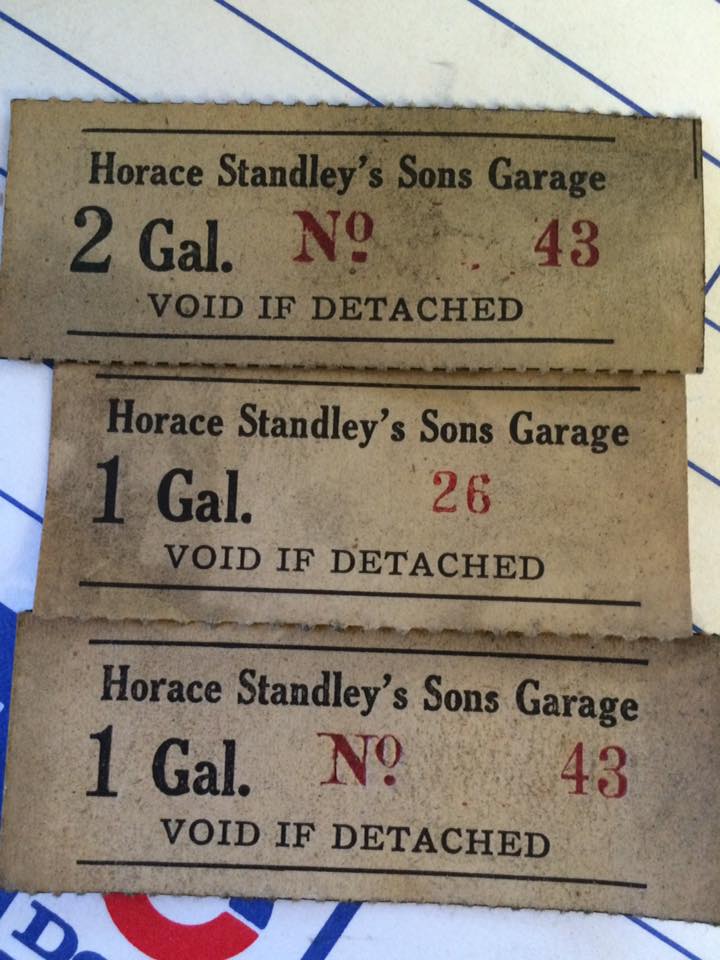 Horace Standley's Sons Garage
2 Gal. Nº 43
VOID IF DETACHED
Horace Standley's Sons Garage
1 Gal. 26
VOID IF DETACHED
Horace Standley's Sons Garage
1 Gal. Nº 43
VOID IF DETACHED